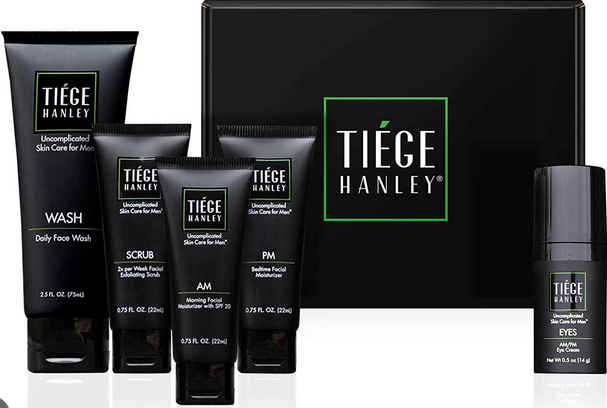 TIÉGE
HANLEY
Uncomplicated
Skin Care for Men®
WASH
Daily Face Wash
2.5 FL. OZ. (75mL)
TIÉGE
HANLEY
Uncomplicated
Skin Care for Men®
SCRUB
2x per Week Facial
Exfoliating Scrub
0.75 FL. OZ. (22mL)
TIÉGE
HANLEY
Uncomplicated
Skin Care for Men®
AM
Morning Facial
Moisturizer with SPF 20
0.75 FL. OZ. (22mL)
TIÉGE
HANLEY
Uncomplicated
Skin Care for Men®
PM
Bedtime Facial
Moisturizer
0.75 FL. OZ. (22mL)
TIÉGE
HANLEY®
TIÉGE
HANLEY
Uncomplicated
Skin Care for Men®
EYES
AM/PM
Eye Cream
Net Wt 0.5 oz (14 g)